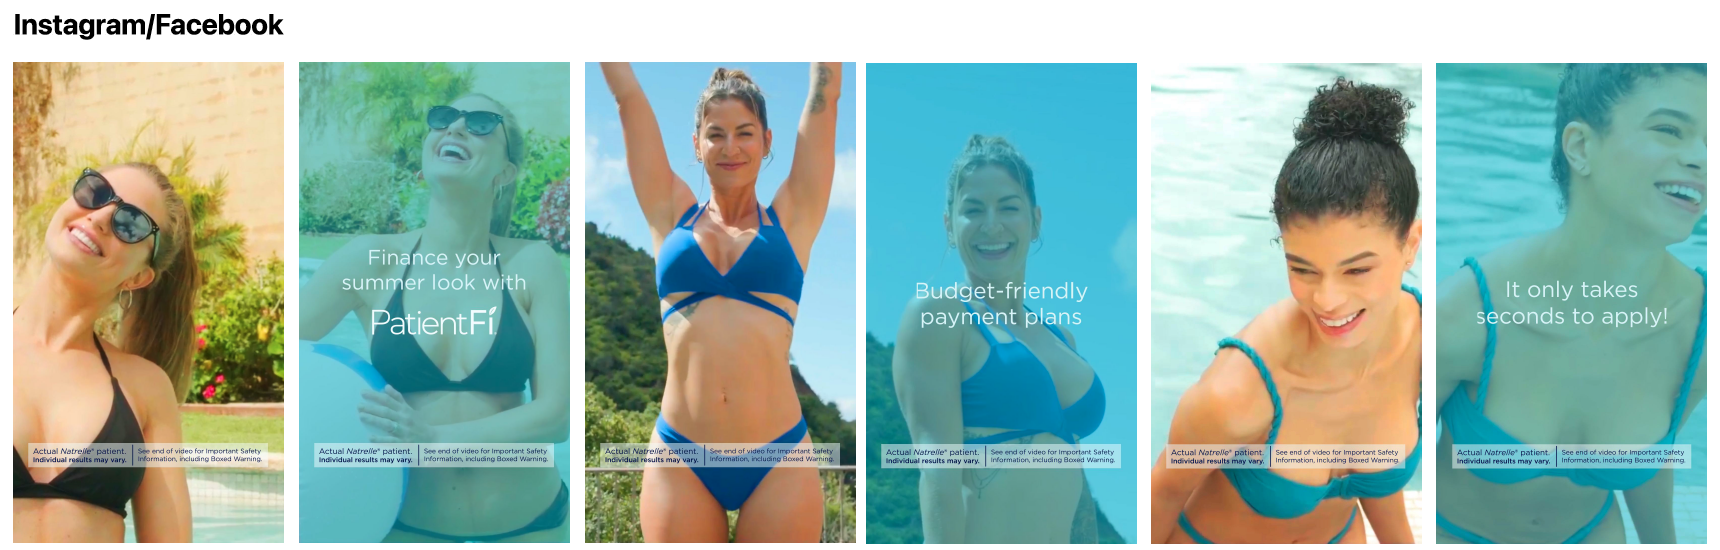 Instagram/Facebook
Actual Natrelle® patient.
Individual results may vary.
See end of video for Important Safety
Information, including Boxed Warning.
Finance your
summer look with
PatientFi
Actual Natrelle® patient.
Individual results may vary.
See end of video for Important Safety
Information, including Boxed Warning.
Actual Natrelle® patient.
Individual results may vary.
See end of video for Important Safety
Information, including Boxed Warning.
Budget-friendly
payment plans
Actual Natrelle® patient.
Individual results may vary.
See end of video for Important Safety
Information, including Boxed Warning.
Actual Natrelle® patient.
Individual results may vary.
See end of video for Important Safety
Information, including Boxed Warning.
It only takes
seconds to apply!
Actual Natrelle® patient.
Individual results may vary.
See end of video for Important Safety
Information, including Boxed Warning.